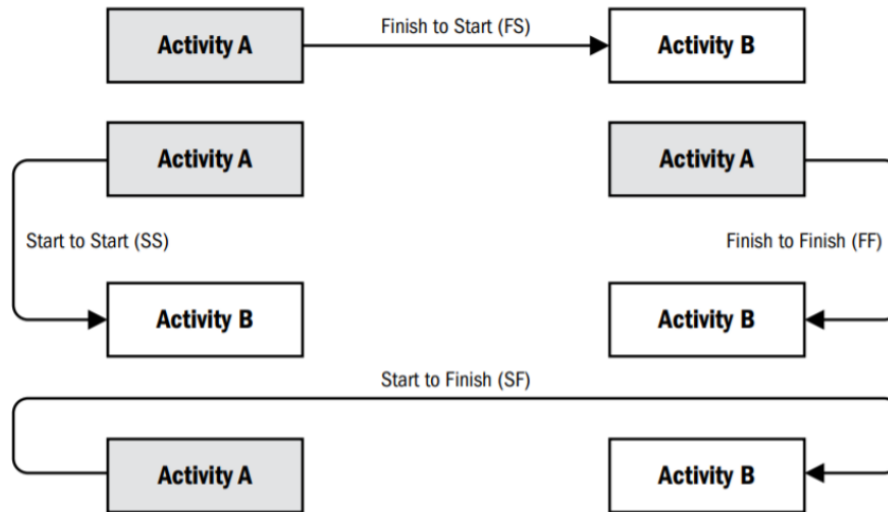 Finish to Start (FS)
Activity A
Activity B
Activity A
Activity A
Start to Start (SS)
Finish to Finish (FF)
Activity B
Activity B
Start to Finish (SF)
Activity A
Activity B